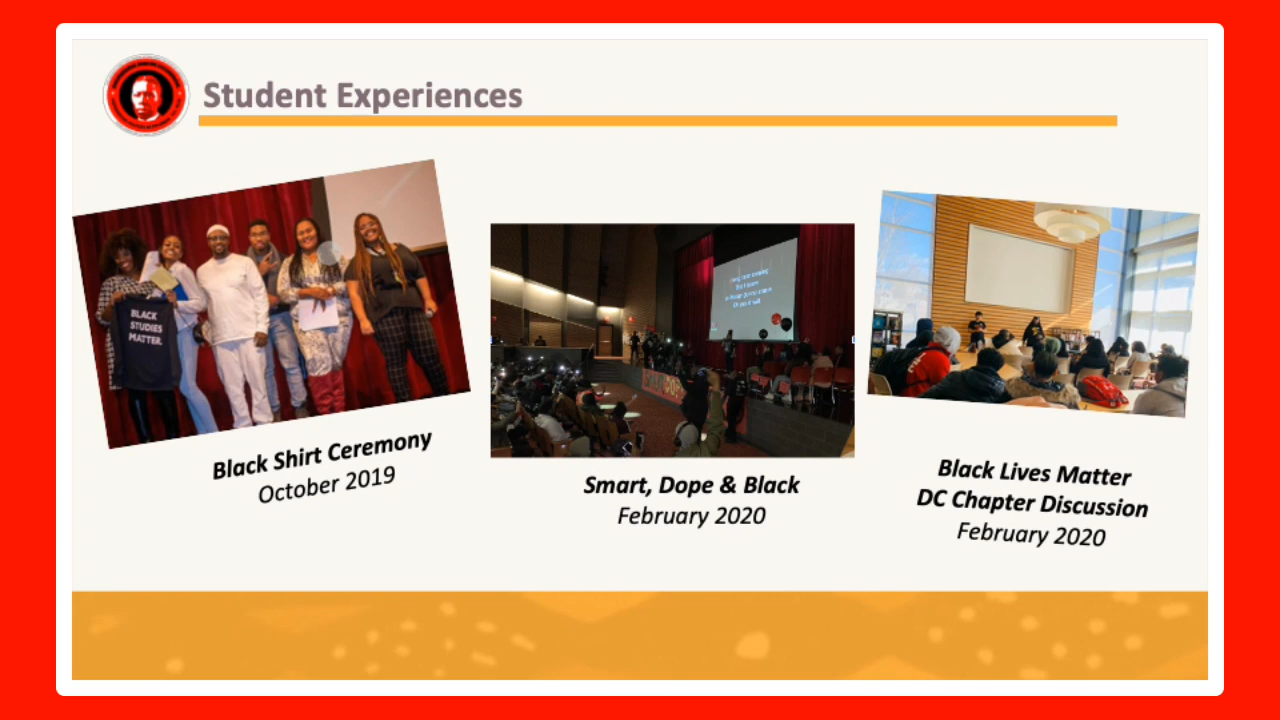 Student Experiences
BLACK
STUDIES
MATTER.
Black Shirt Ceremony
October 2019
Smart, Dope & Black
February 2020
Black Lives Matter
DC Chapter Discussion
February 2020